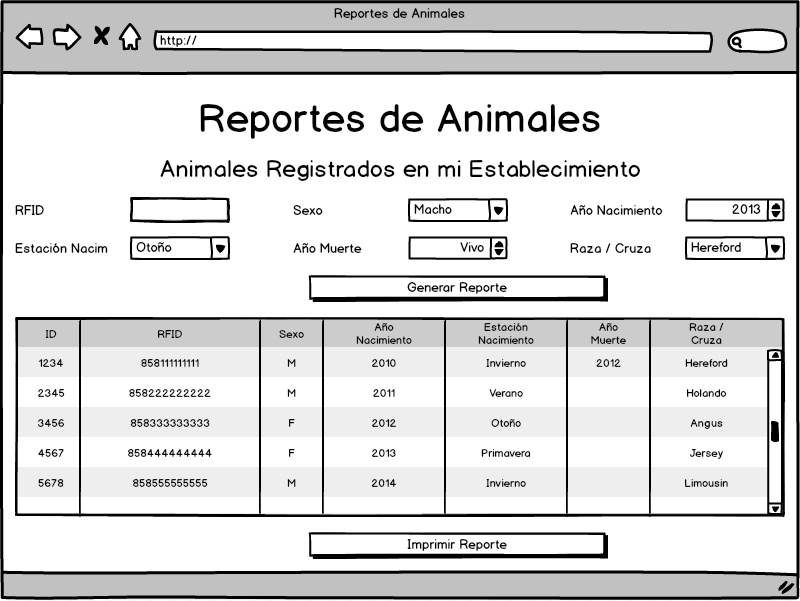 Reportes de Animales
http://
Reportes de Animales
Animales Registrados en mi Establecimiento
RFID Sexo Macho Año Nacimiento 2013
Estación Nacim Otoño Año Muerte Vivo Raza / Cruza Hereford
Generar Reporte
ID RFID Sexo Año Nacimiento Estación Nacimiento Año Muerte Raza / Cruza
1234 858111111111 M 2010 Invierno 2012 Hereford
2345 858222222222 M 2011 Verano Holando
3456 858333333333 F 2012 Otoño Angus
4567 858444444444 F 2013 Primavera Jersey
5678 858555555555 M 2014 Invierno Limousin
Imprimir Reporte